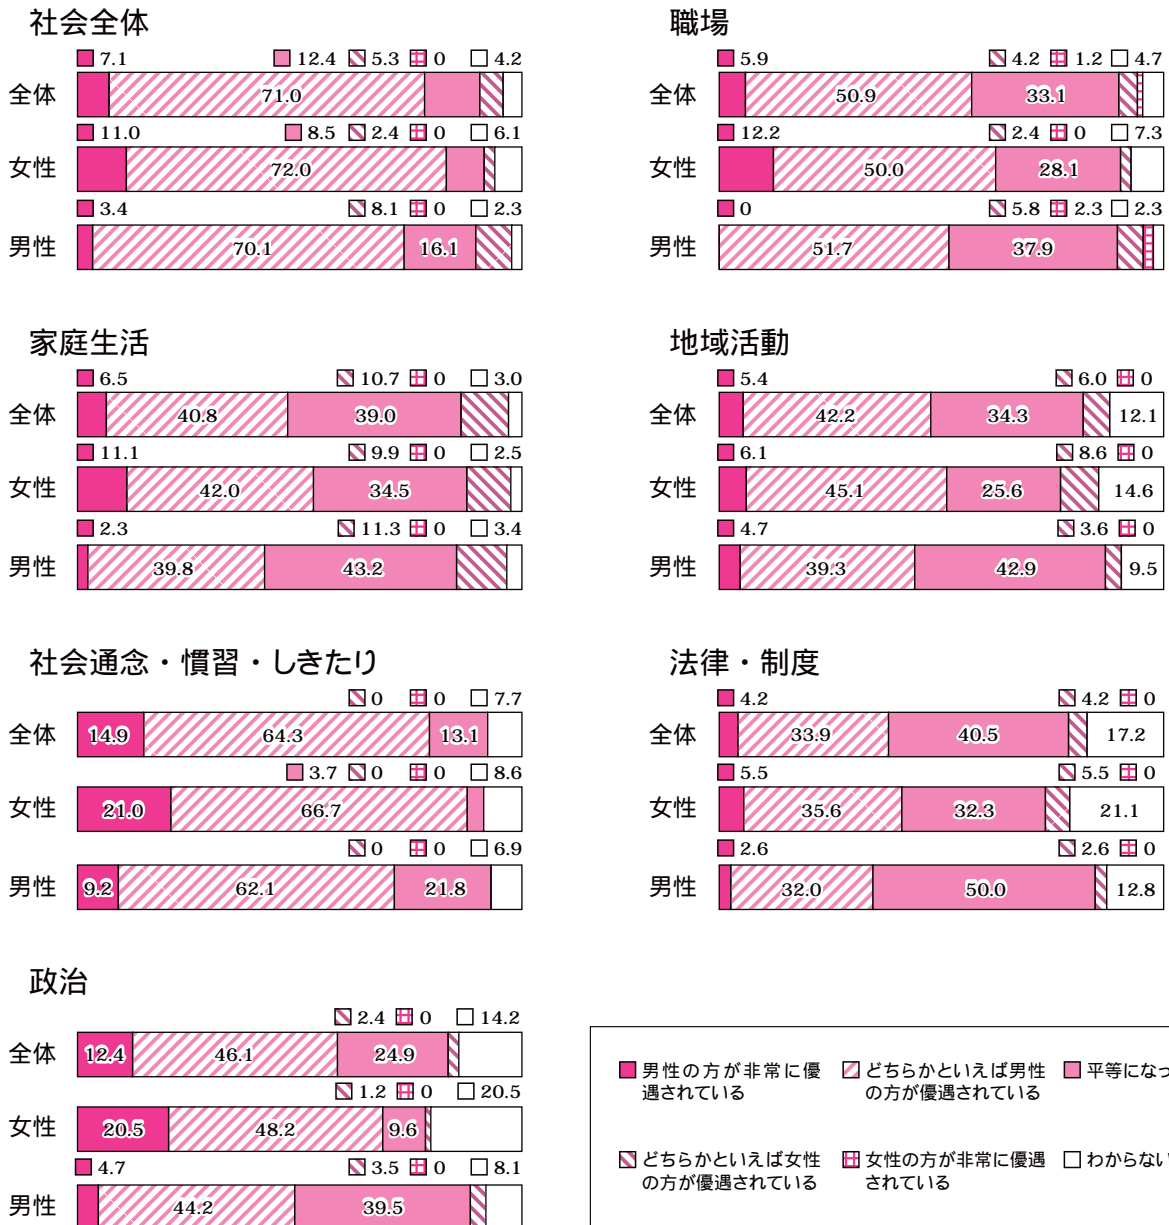 社会全体
7.1 12.4 5.3 0 4.2
全体 71.0
11.0 8.5 2.4 0 6.1
女性 72.0
3.4 8.1 0 2.3
男性 70.1 16.1
職場
5.9 4.2 1.2 4.7
全体 50.9 33.1
12.2 2.4 0 7.3
女性 50.0 28.1
0 5.8 2.3 2.3
男性 51.7 37.9
家庭生活
6.5 10.7 0 3.0
全体 40.8 39.0
11.1 9.9 0 2.5
女性 42.0 34.5
2.3 11.3 0 3.4
男性 39.8 43.2
地域活動
5.4 6.0 0
全体 42.2 34.3 12.1
6.1 8.6 0
女性 45.1 25.6 14.6
4.7 3.6 0
男性 39.3 42.9 9.5
社会通念・慣習・しきたり
0 0 7.7
全体 14.9 64.3 13.1
3.7 0 0 8.6
女性 21.0 66.7
0 0 6.9
男性 9.2 62.1 21.8
法律・制度
4.2 4.2 0
全体 33.9 40.5 17.2
5.5 5.5 0
女性 35.6 32.3 21.1
2.6 2.6 0
男性 32.0 50.0 12.8
政治
2.4 0 14.2
全体 12.4 46.1 24.9
1.2 0 20.5
女性 20.5 48.2 9.6
4.7 3.5 0 8.1
男性 44.2 39.5
男性の方が非常に優
遇されている
どちらかといえば男性
の方が優遇されている
平等になっ
どちらかといえば女性
の方が優遇されている
女性の方が非常に優遇
されている
わからない